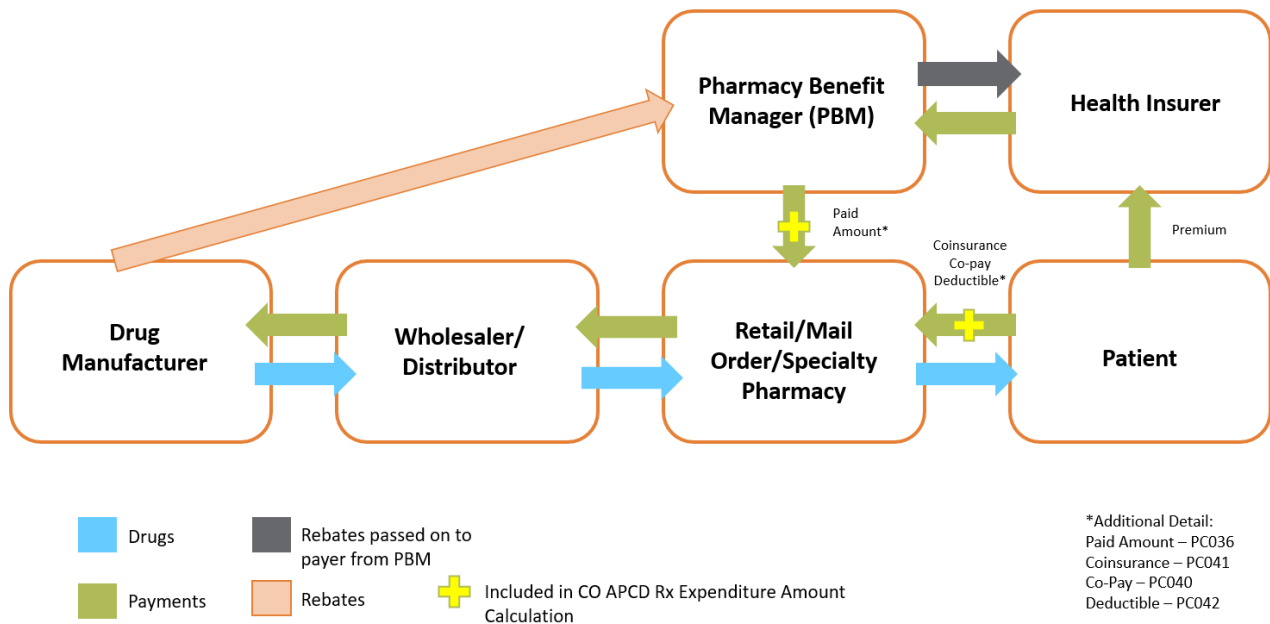 Pharmacy Benefit
Manager (PBM)
Health Insurer
Paid
Amount*
Premium
Coinsurance
Co-pay
Deductible*
Drug
Manufacturer
Wholesaler/
Distributor
Retail/Mail
Order/Specialty
Pharmacy
Patient
Drugs
Rebates passed on to
payer from PBM
Payments
Rebates
Included in CO APCD Rx Expenditure Amount
Calculation
*Additional Detail:
Paid Amount – PC036
Coinsurance – PC041
Co-Pay – PC040
Deductible – PC042